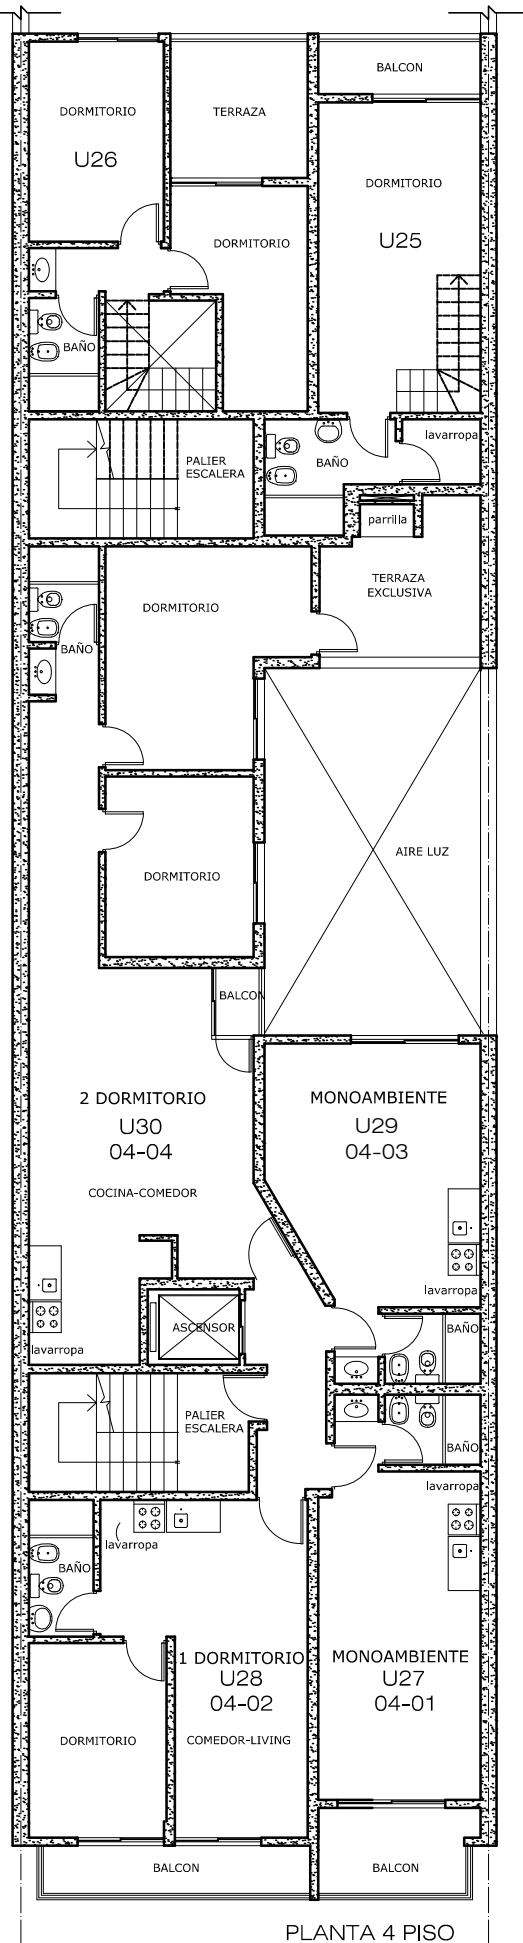 BALCON
DORMITORIO
TERRAZA
U26
DORMITORIO
U25
DORMITORIO
BAÑO
lavarropa
PALIER
ESCALERA
BAÑO
parrilla
TERRAZA
EXCLUSIVA
DORMITORIO
BAÑO
AIRE LUZ
DORMITORIO
BALCON
2 DORMITORIO
U30
04-04
MONOAMBIENTE
U29
04-03
COCINA-COMEDOR
lavarropa
ASCENSOR
BAÑO
lavarropa
PALIER
ESCALERA
BAÑO
lavarropa
lavarropa
BAÑO
1 DORMITORIO
U28
04-02
MONOAMBIENTE
U27
04-01
DORMITORIO
COMEDOR-LIVING
BALCON
BALCON
PLANTA 4 PISO